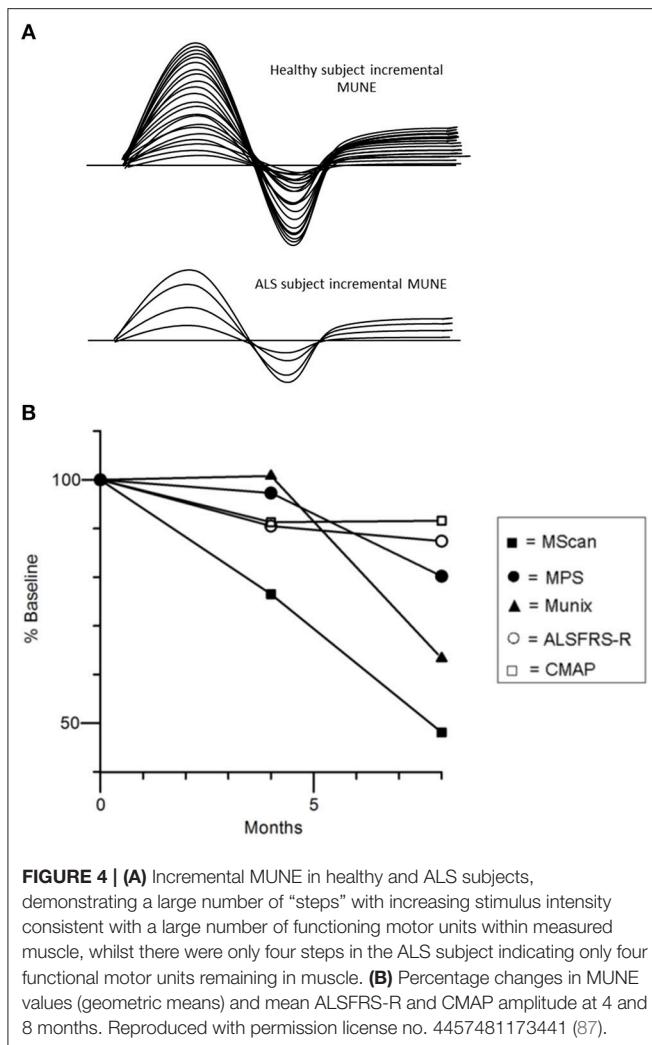 A
Healthy subject incremental
MUNE
ALS subject incremental MUNE
B
100
50
% Baseline
0
5
Months
■ = MScan
● = MPS
▲ = Munix
○ = ALSFRS-R
□ = CMAP
FIGURE 4 | (A) Incremental MUNE in healthy and ALS subjects,
demonstrating a large number of “steps” with increasing stimulus intensity
consistent with a large number of functioning motor units within measured
muscle, whilst there were only four steps in the ALS subject indicating only four
functional motor units remaining in muscle. (B) Percentage changes in MUNE
values (geometric means) and mean ALSFRS-R and CMAP amplitude at 4 and
8 months. Reproduced with permission license no. 4457481173441 (87).